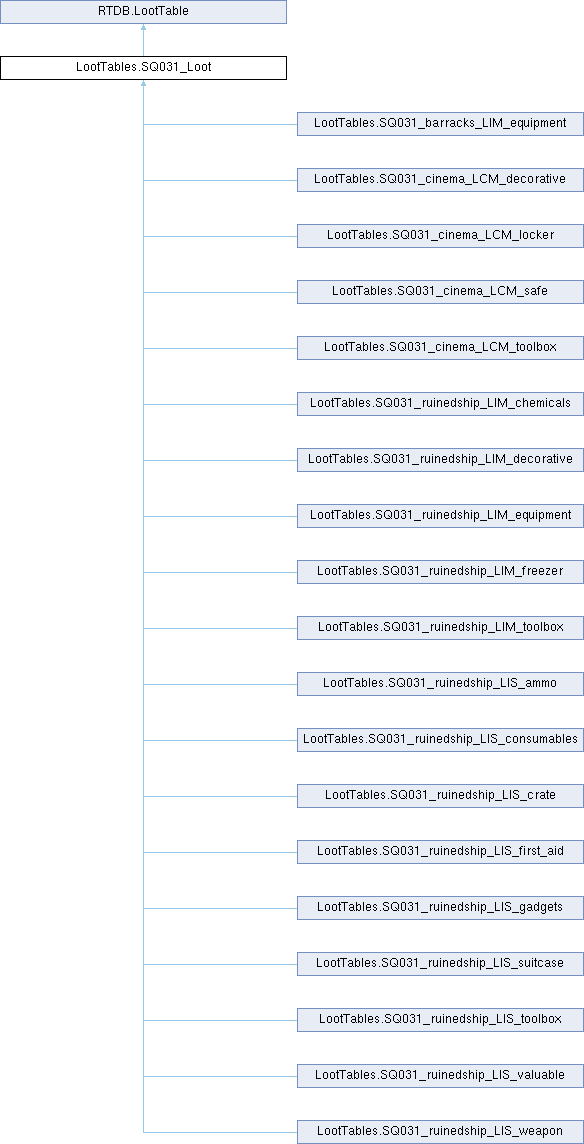 RTDB.LootTable
LootTables.SQ031_Loot
LootTables.SQ031_barracks_LIM_equipment
LootTables.SQ031_cinema_LCM_decorative
LootTables.SQ031_cinema_LCM_locker
LootTables.SQ031_cinema_LCM_safe
LootTables.SQ031_cinema_LCM_toolbox
LootTables.SQ031_ruinedship_LIM_chemicals
LootTables.SQ031_ruinedship_LIM_decorative
LootTables.SQ031_ruinedship_LIM_equipment
LootTables.SQ031_ruinedship_LIM_freezer
LootTables.SQ031_ruinedship_LIM_toolbox
LootTables.SQ031_ruinedship_LIS_ammo
LootTables.SQ031_ruinedship_LIS_consumables
LootTables.SQ031_ruinedship_LIS_crate
LootTables.SQ031_ruinedship_LIS_first_aid
LootTables.SQ031_ruinedship_LIS_gadgets
LootTables.SQ031_ruinedship_LIS_suitcase
LootTables.SQ031_ruinedship_LIS_toolbox
LootTables.SQ031_ruinedship_LIS_valuable
LootTables.SQ031_ruinedship_LIS_weapon